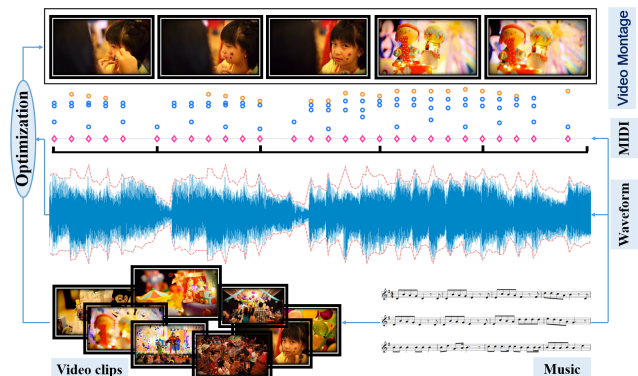 Video Montage
Optimization
MIDI
Waveform
Video clips
Music